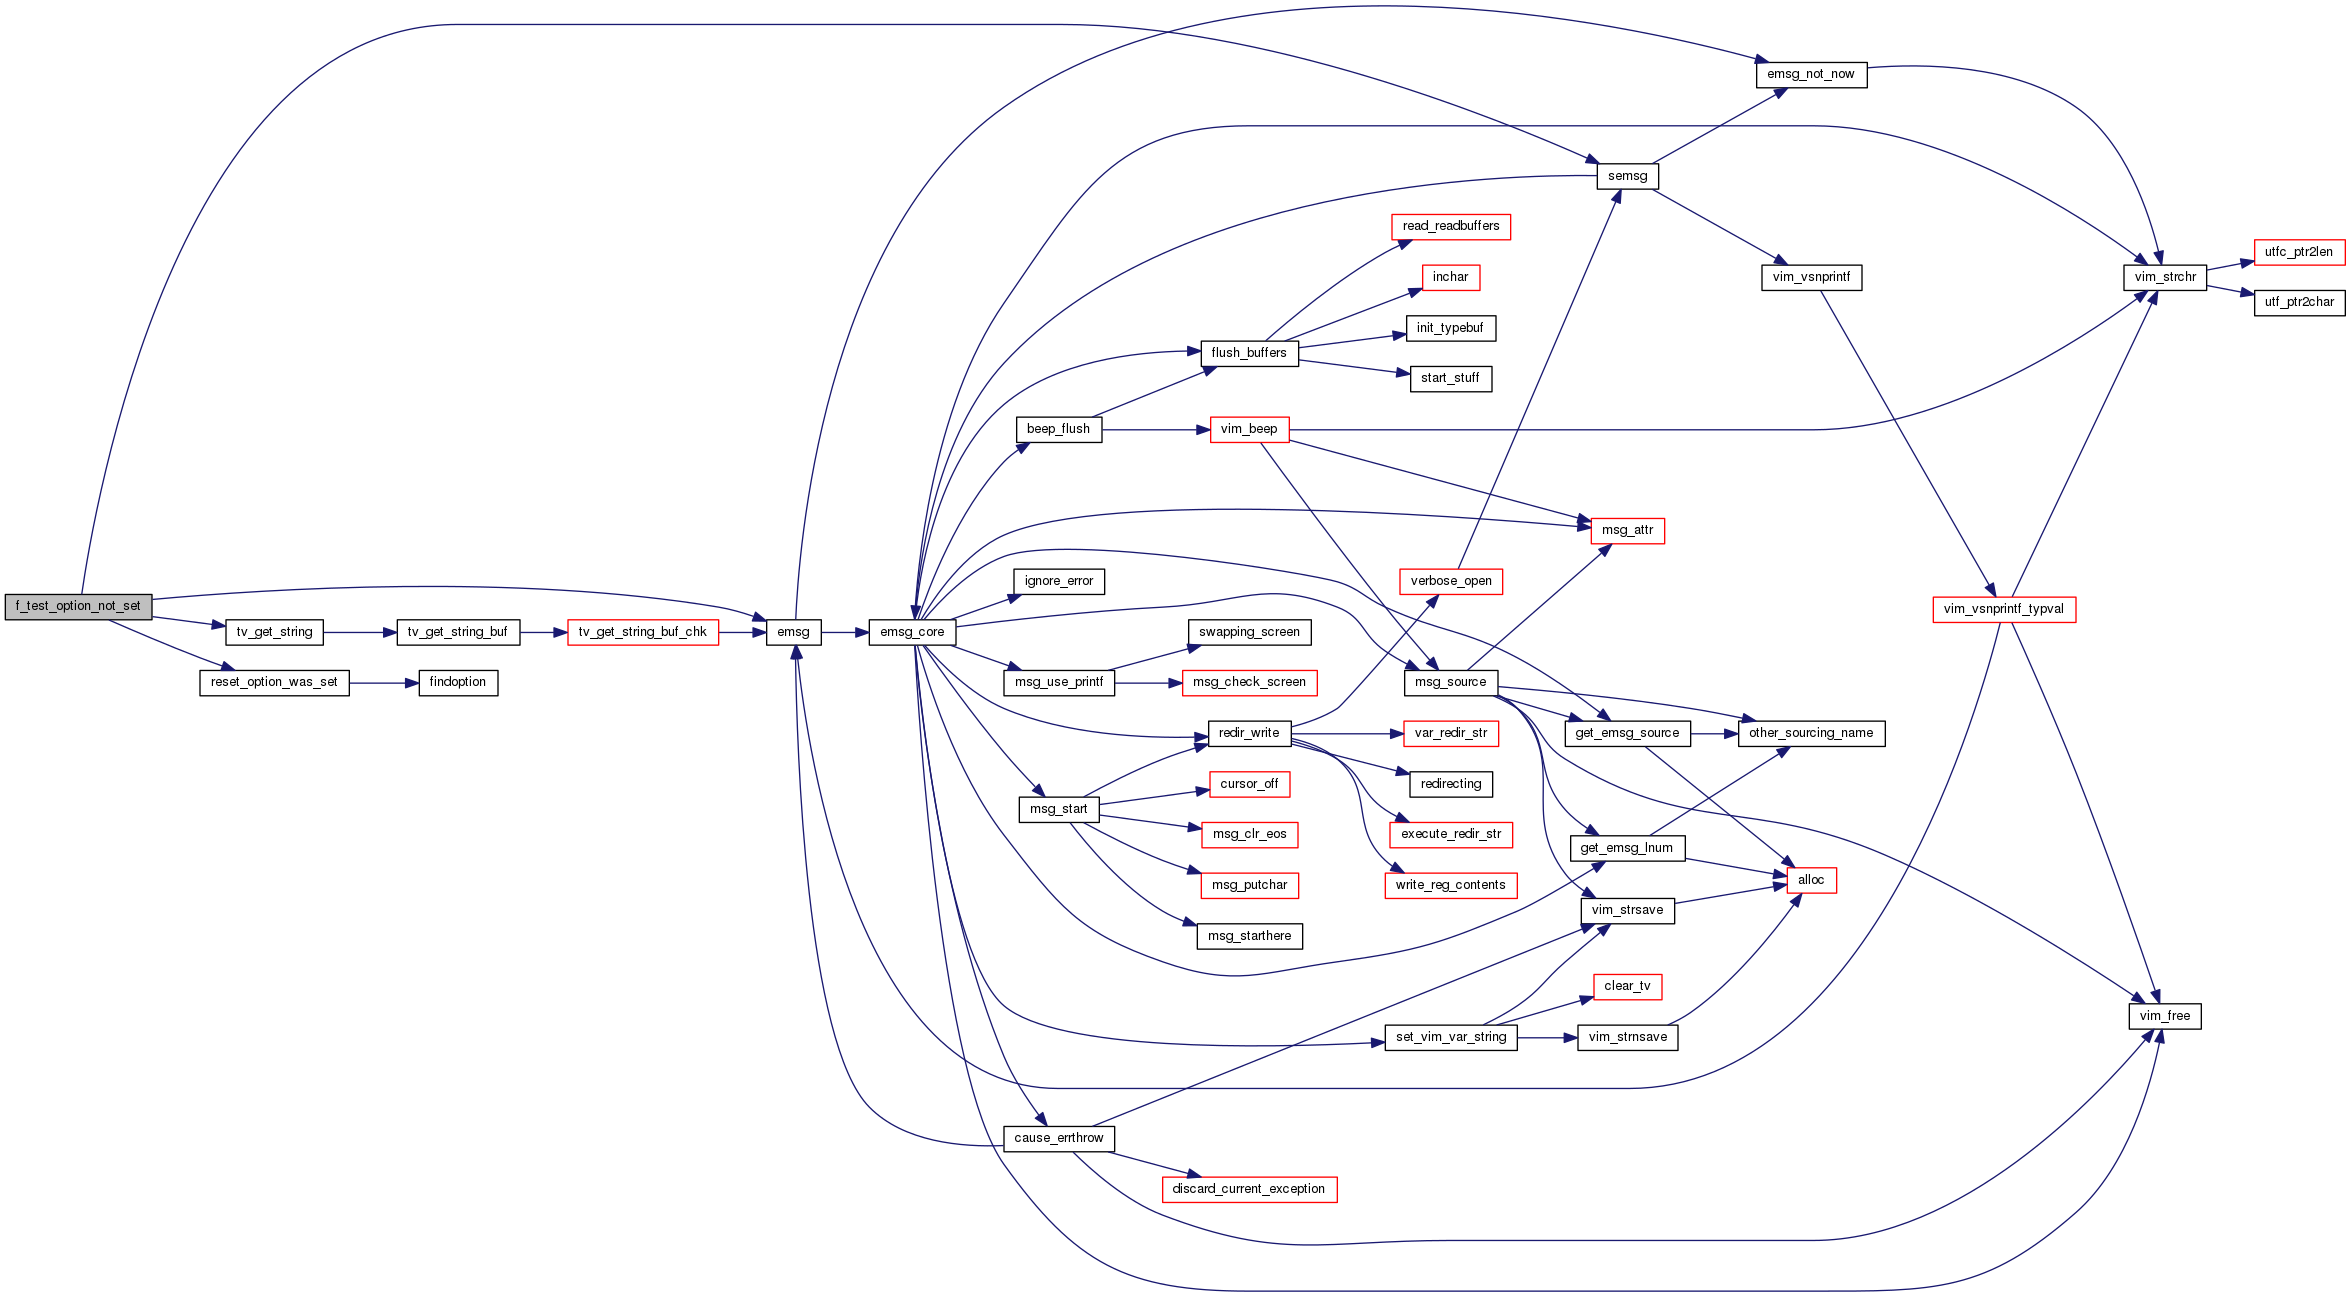 emsg_not_now
semsg
read_readbuffers
utfc_ptr2len
inchar
vim_vsnprintf
vim_strchr
utf_ptr2char
init_typebuf
flush_buffers
start_stuff
beep_flush
vim_beep
msg_attr
ignore_error
verbose_open
f_test_option_not_set
vim_vsnprintf_typval
tv_get_string
tv_get_string_buf
tv_get_string_buf_chk
emsg
emsg_core
swapping_screen
reset_option_was_set
findoption
msg_use_printf
msg_check_screen
msg_source
redir_write
var_redir_str
get_emsg_source
other_sourcing_name
cursor_off
redirecting
msg_start
msg_clr_eos
execute_redir_str
get_emsg_lnum
msg_putchar
write_reg_contents
alloc
vim_strsave
msg_starthere
clear_tv
vim_free
set_vim_var_string
vim_strnsave
cause_errthrow
discard_current_exception